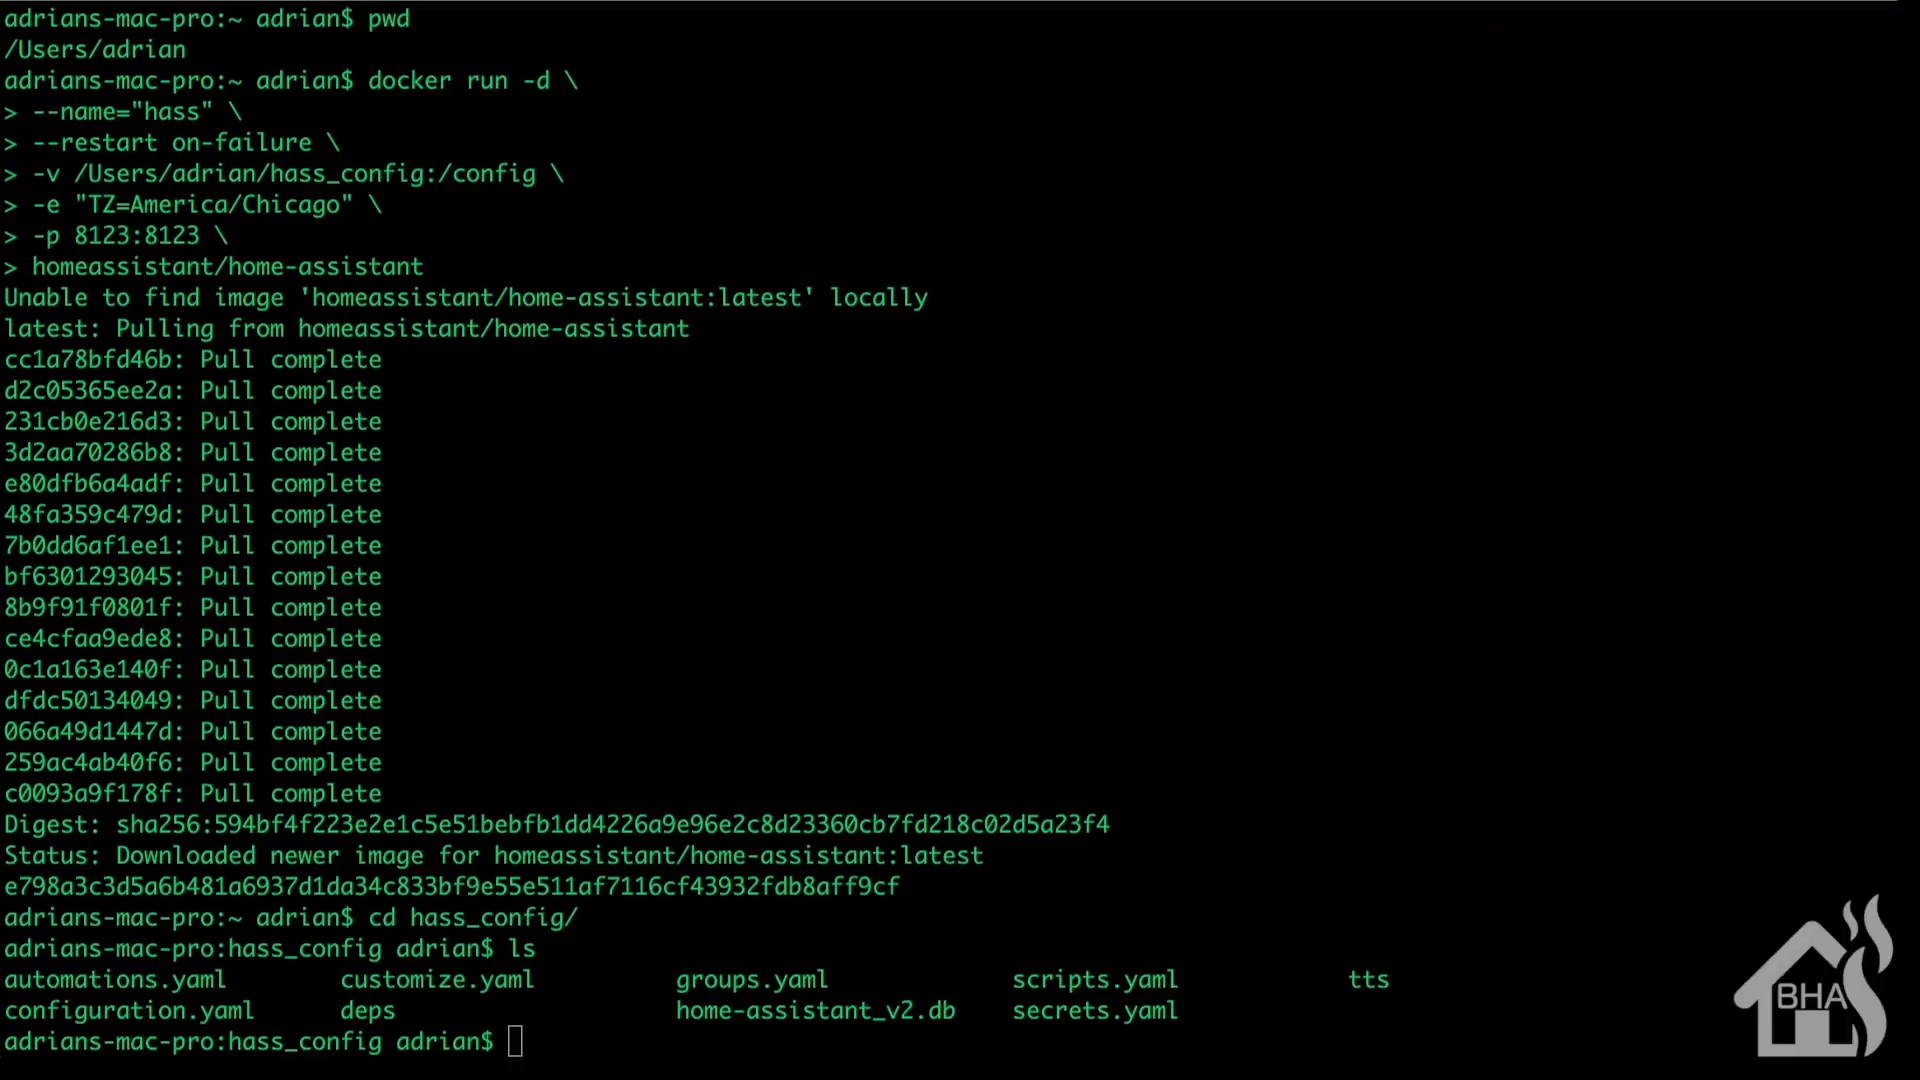 adrians-mac-pro:~ adrian$ pwd
/Users/adrian
adrians-mac-pro:~ adrian$ docker run -d \
> --name="hass" \
> --restart on-failure \
> -v /Users/adrian/hass_config:/config \
> -e "TZ=America/Chicago" \
> -p 8123:8123 \
> homeassistant/home-assistant
Unable to find image 'homeassistant/home-assistant:latest' locally
latest: Pulling from homeassistant/home-assistant
cc1a78bfd46b: Pull complete
d2c05365ee2a: Pull complete
231cb0e216d3: Pull complete
3d2aa70286b8: Pull complete
e80dfb6a4adf: Pull complete
48fa359c479d: Pull complete
7b0dd6af1ee1: Pull complete
bf6301293045: Pull complete
8b9f91f0801f: Pull complete
ce4cfaa9ede8: Pull complete
0c1a163e140f: Pull complete
dfdc50134049: Pull complete
066a49d1447d: Pull complete
259ac4ab40f6: Pull complete
c0093a9f178f: Pull complete
Digest: sha256:594bf4f223e2e1c5e51bebfb1dd4226a9e96e2c8d23360cb7fd218c02d5a23f4
Status: Downloaded newer image for homeassistant/home-assistant:latest
e798a3c3d5a6b481a6937d1da34c833bf9e55e511af7116cf43932fdb8aff9cf
adrians-mac-pro:~ adrian$ cd hass_config/
adrians-mac-pro:hass_config adrian$ ls
automations.yaml customize.yaml groups.yaml scripts.yaml tts
configuration.yaml deps home-assistant_v2.db secrets.yaml
adrians-mac-pro:hass_config adrian$
BHA